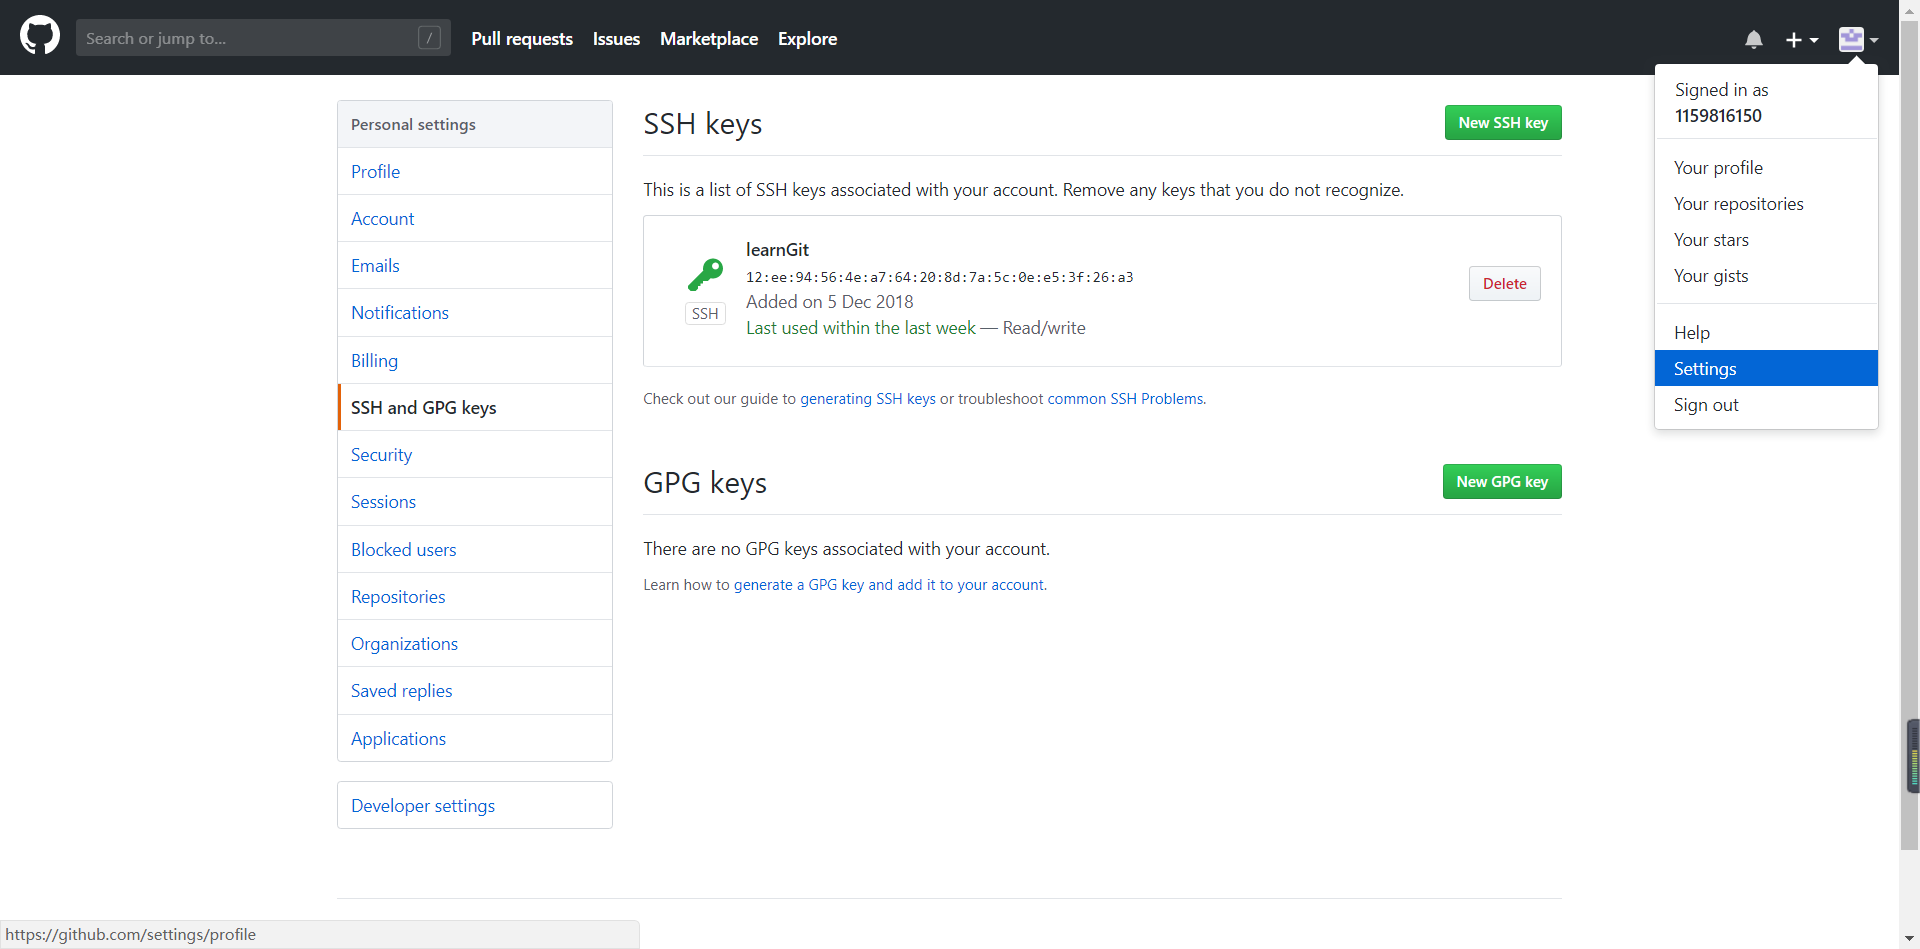 Search or jump to...
/
Pull requests
Issues
Marketplace
Explore
Signed in as
1159816150
Your profile
Your repositories
Your stars
Your gists
Help
Settings
Sign out
Personal settings
Profile
Account
Emails
Notifications
Billing
SSH and GPG keys
Security
Sessions
Blocked users
Repositories
Organizations
Saved replies
Applications
Developer settings
SSH keys
New SSH key
This is a list of SSH keys associated with your account. Remove any keys that you do not recognize.
learnGit
12:ee:94:56:4e:a7:64:20:8d:7a:5c:0e:e5:3f:26:a3
Added on 5 Dec 2018
SSH
Last used within the last week — Read/write
Delete
Check out our guide to generating SSH keys or troubleshoot common SSH Problems.
GPG keys
New GPG key
There are no GPG keys associated with your account.
Learn how to generate a GPG key and add it to your account.
https://github.com/settings/profile